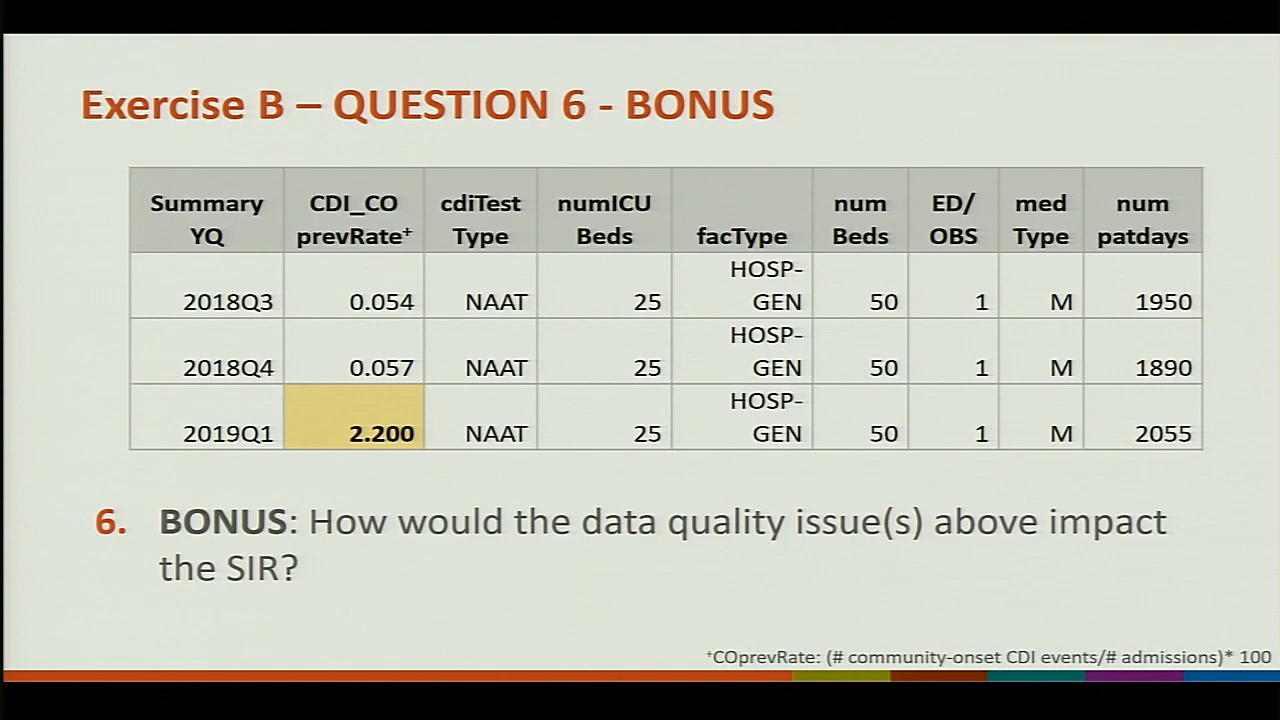 Exercise B – QUESTION 6 - BONUS
Summary YQ CDI_CO prevRate+ cdiTest Type numICU Beds facType num Beds ED/ OBS med Type num patdays
2018Q3 0.054 NAAT 25 HOSP-GEN 50 1 M 1950
2018Q4 0.057 NAAT 25 HOSP-GEN 50 1 M 1890
2019Q1 2.200 NAAT 25 HOSP-GEN 50 1 M 2055
6. BONUS: How would the data quality issue(s) above impact
the SIR?
+COprevRate: (# community-onset CDI events/# admissions)* 100